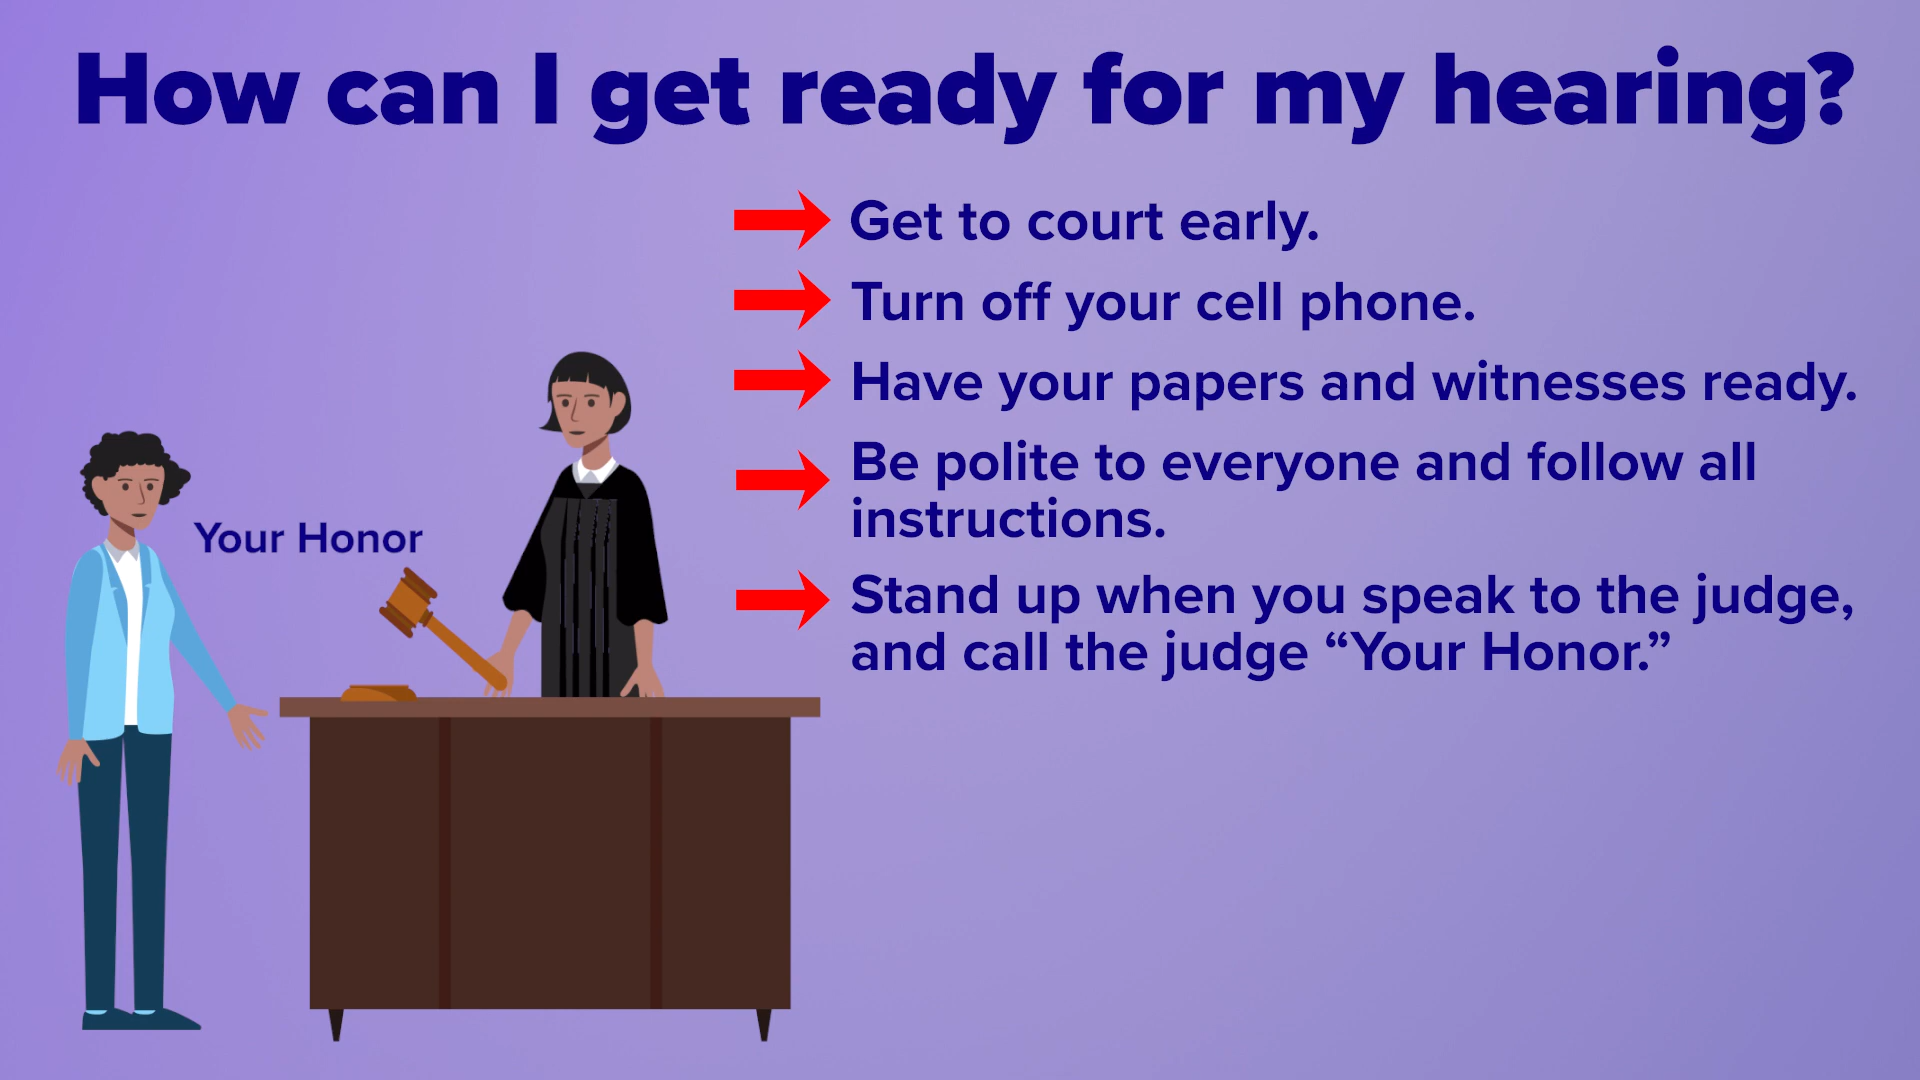 How can I get ready for my hearing?
Get to court early.
Turn off your cell phone.
Have your papers and witnesses ready.
Be polite to everyone and follow all
instructions.
Stand up when you speak to the judge,
and call the judge “Your Honor.”
Your Honor